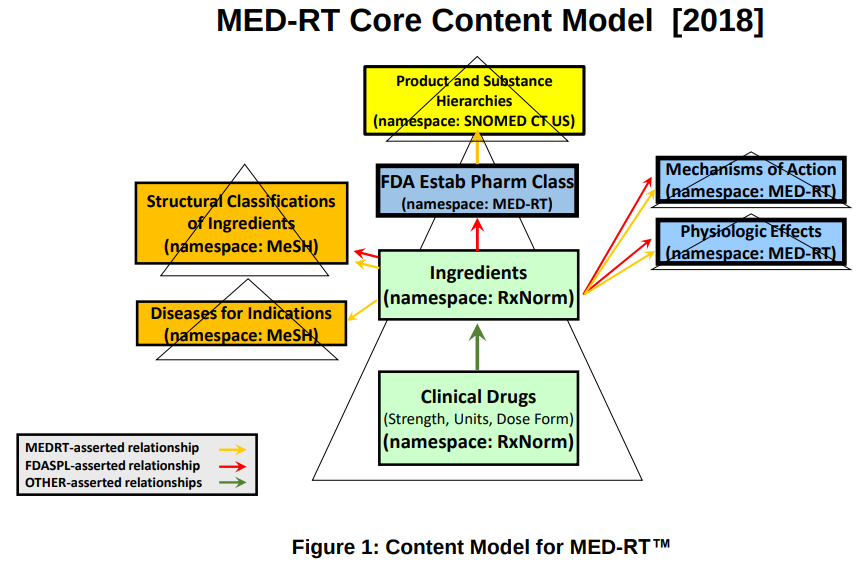 MED-RT Core Content Model [2018]
Product and Substance
Hierarchies
(namespace: SNOMED CT US)
FDA Estab Pharm Class
(namespace: MED-RT)
Mechanisms of Action
(namespace: MED-RT)
Structural Classifications
of Ingredients
(namespace: MeSH)
Physiologic Effects
(namespace: MED-RT)
Ingredients
(namespace: RxNorm)
Diseases for Indications
(namespace: MeSH)
Clinical Drugs
(Strength, Units, Dose Form)
(namespace: RxNorm)
MEDRT-asserted relationship
FDASPL-asserted relationship
OTHER-asserted relationships
Figure 1: Content Model for MED-RT™